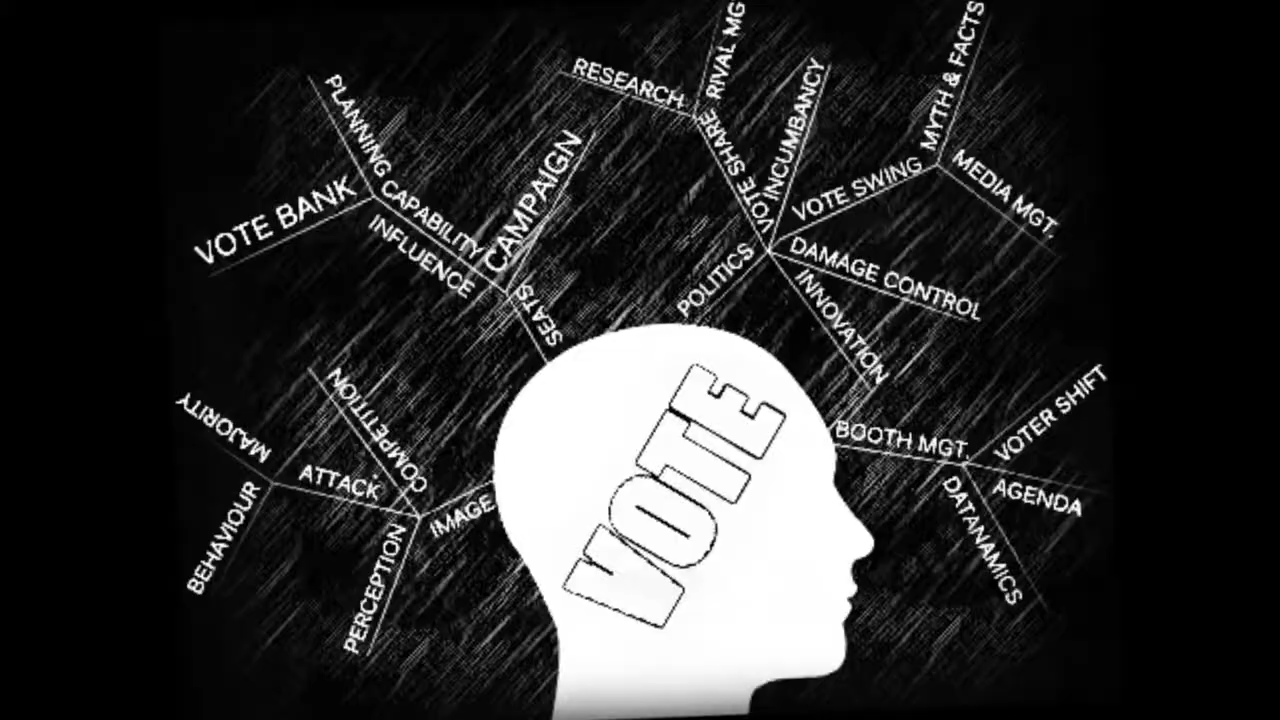 PLANNING
CAPABILITY
VOTE BANK
INFLUENCE
CAMPAIGN
SEATS
RESEARCH
RIVAL MG
VOTE SHARE
INCUMBANCY
POLITICS
VOTE SWING
MYTH & FACTS
MEDIA MGT.
DAMAGE CONTROL
INNOVATION
MAJORITY
BEHAVIOUR
ATTACK
COMPETITION
PERCEPTION
IMAGE
VOTE
BOOTH MGT.
VOTER SHIFT
AGENDA
DATANAMICS